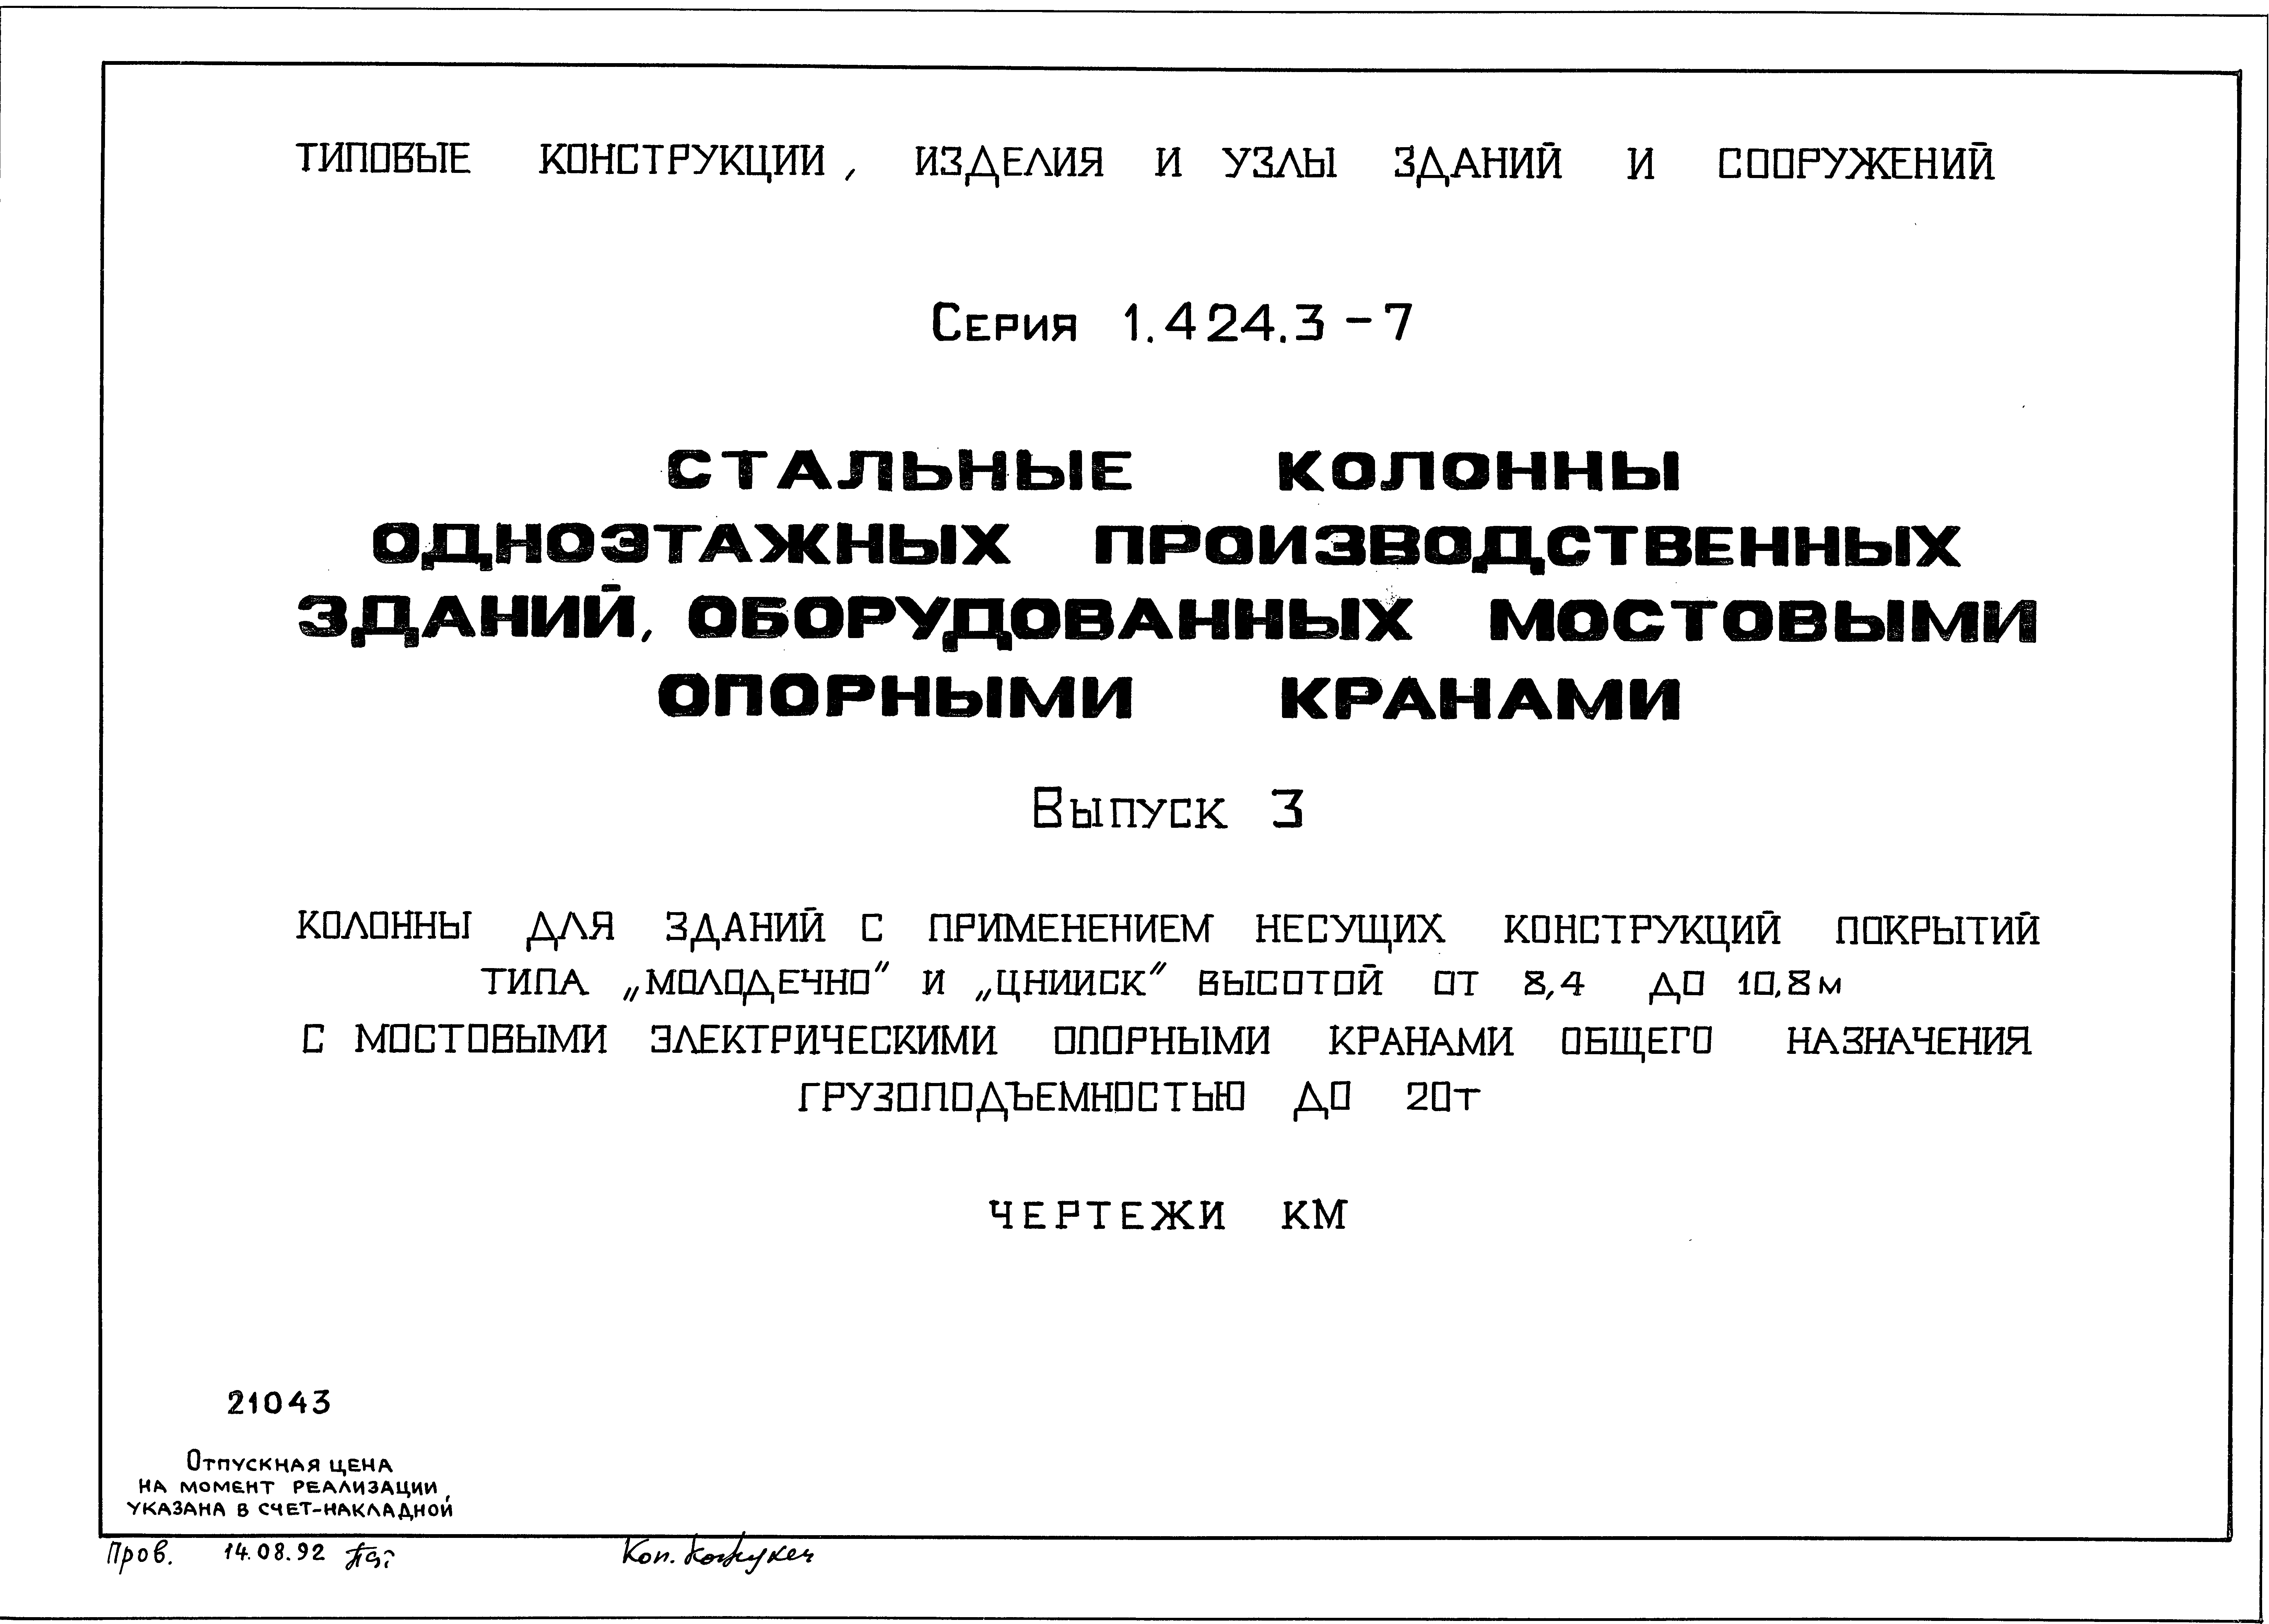 ТИПОВЫЕ КОНСТРУКЦИИ, ИЗДЕЛИЯ И УЗЛЫ ЗДАНИЙ И СООРУЖЕНИЙ
СЕРИЯ 1.424.3-7
СТАЛЬНЫЕ КОЛОННЫ
ОДНОЭТАЖНЫХ ПРОИЗВОДСТВЕННЫХ
ЗДАНИЙ, ОБОРУДОВАННЫХ МОСТОВЫМИ
ОПОРНЫМИ КРАНАМИ
ВЫПУСК 3
КОЛОННЫ ДЛЯ ЗДАНИЙ С ПРИМЕНЕНИЕМ НЕСУЩИХ КОНСТРУКЦИЙ ПОКРЫТИЙ
ТИПА „МОЛОДЕЧНО" И „ЦНИИСК" ВЫСОТОЙ ОТ 8,4 ДО 10,8м
С МОСТОВЫМИ ЭЛЕКТРИЧЕСКИМИ ОПОРНЫМИ КРАНАМИ ОБЩЕГО НАЗНАЧЕНИЯ
ГРУЗОПОДЪЕМНОСТЬЮ ДО 20т
ЧЕРТЕЖИ КМ
21043
ОТПУСКНАЯ ЦЕНА
НА МОМЕНТ РЕАЛИЗАЦИИ,
УКАЗАНА В СЧЕТ-НАКЛАДНОЙ
Пров. 14.08.92
Коп.